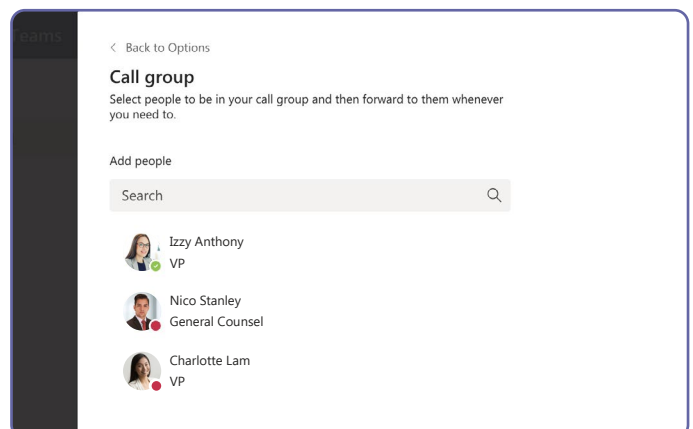 Teams
< Back to Options
Call group
Select people to be in your call group and then forward to them whenever
you need to.
Add people
Search
Izzy Anthony
VP
Nico Stanley
General Counsel
Charlotte Lam
VP